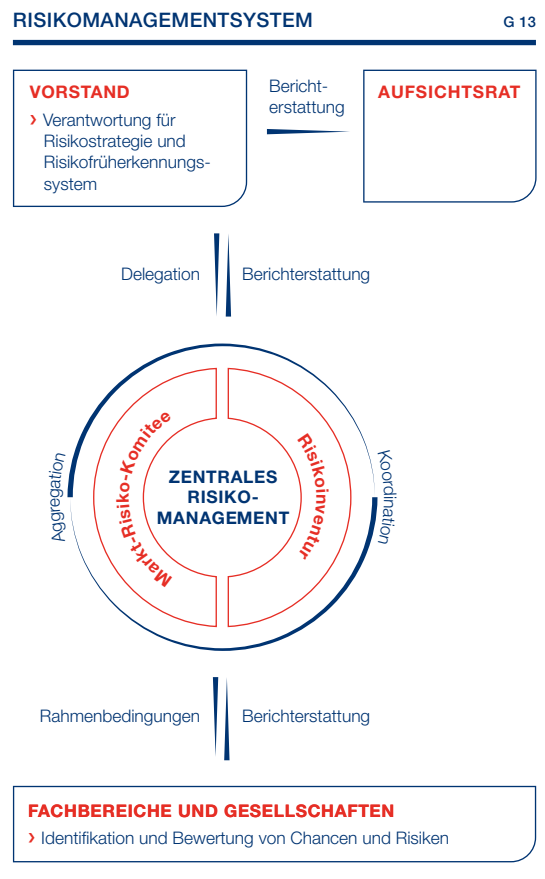 RISIKOMANAGEMENTSYSTEM
G 13
VORSTAND
› Verantwortung für
Risikostrategie und
Risikofrüherkennungs-
system
Bericht-
erstattung
AUFSICHTSRAT
Delegation
Berichterstattung
Aggregation
Markt-Risiko-Komitee
ZENTRALES
RISIKO-
MANAGEMENT
Risikoinventur
Koordination
Rahmenbedingungen
Berichterstattung
FACHBEREICHE UND GESELLSCHAFTEN
› Identifikation und Bewertung von Chancen und Risiken